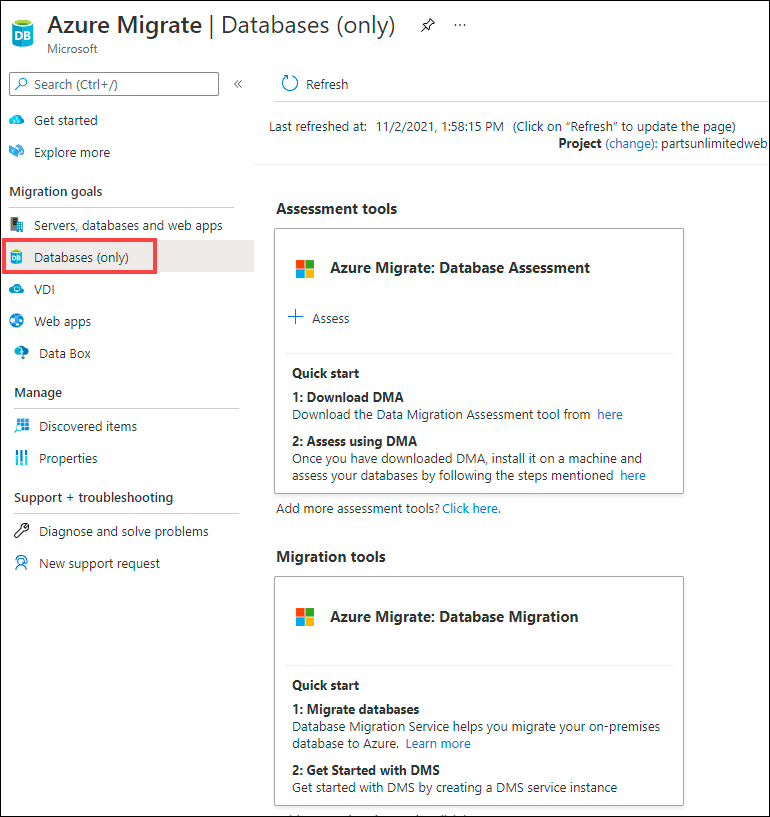 Azure Migrate | Databases (only)
Microsoft
DB
Search (Ctrl+/)
Get started
Explore more
Migration goals
Servers, databases and web apps
Databases (only)
VDI
Web apps
Data Box
Manage
Discovered items
Properties
Support + troubleshooting
Diagnose and solve problems
New support request
Refresh
Last refreshed at: 11/2/2021, 1:58:15 PM (Click on “Refresh” to update the page)
Project (change): partsunlimitedweb
Assessment tools
Azure Migrate: Database Assessment
Assess
Quick start
1: Download DMA
Download the Data Migration Assessment tool from here
2: Assess using DMA
Once you have downloaded DMA, install it on a machine and
assess your databases by following the steps mentioned here
Add more assessment tools? Click here.
Migration tools
Azure Migrate: Database Migration
Quick start
1: Migrate databases
Database Migration Service helps you migrate your on-premises
database to Azure. Learn more
2: Get Started with DMS
Get started with DMS by creating a DMS service instance